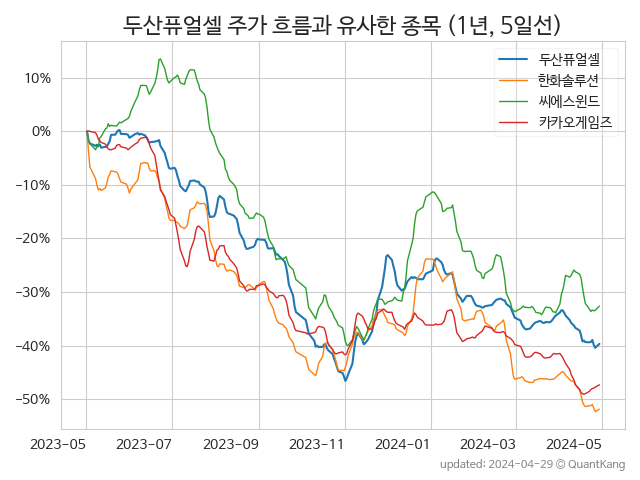 두산퓨얼셀 주가 흐름과 유사한 종목 (1년, 5일선)
두산퓨얼셀
한화솔루션
씨에스윈드
카카오게임즈
10%
0%
−10%
−20%
−30%
−40%
−50%
2023-05
2023-07
2023-09
2023-11
2024-01
2024-03
2024-05
updated: 2024-04-29 @ QuantKang